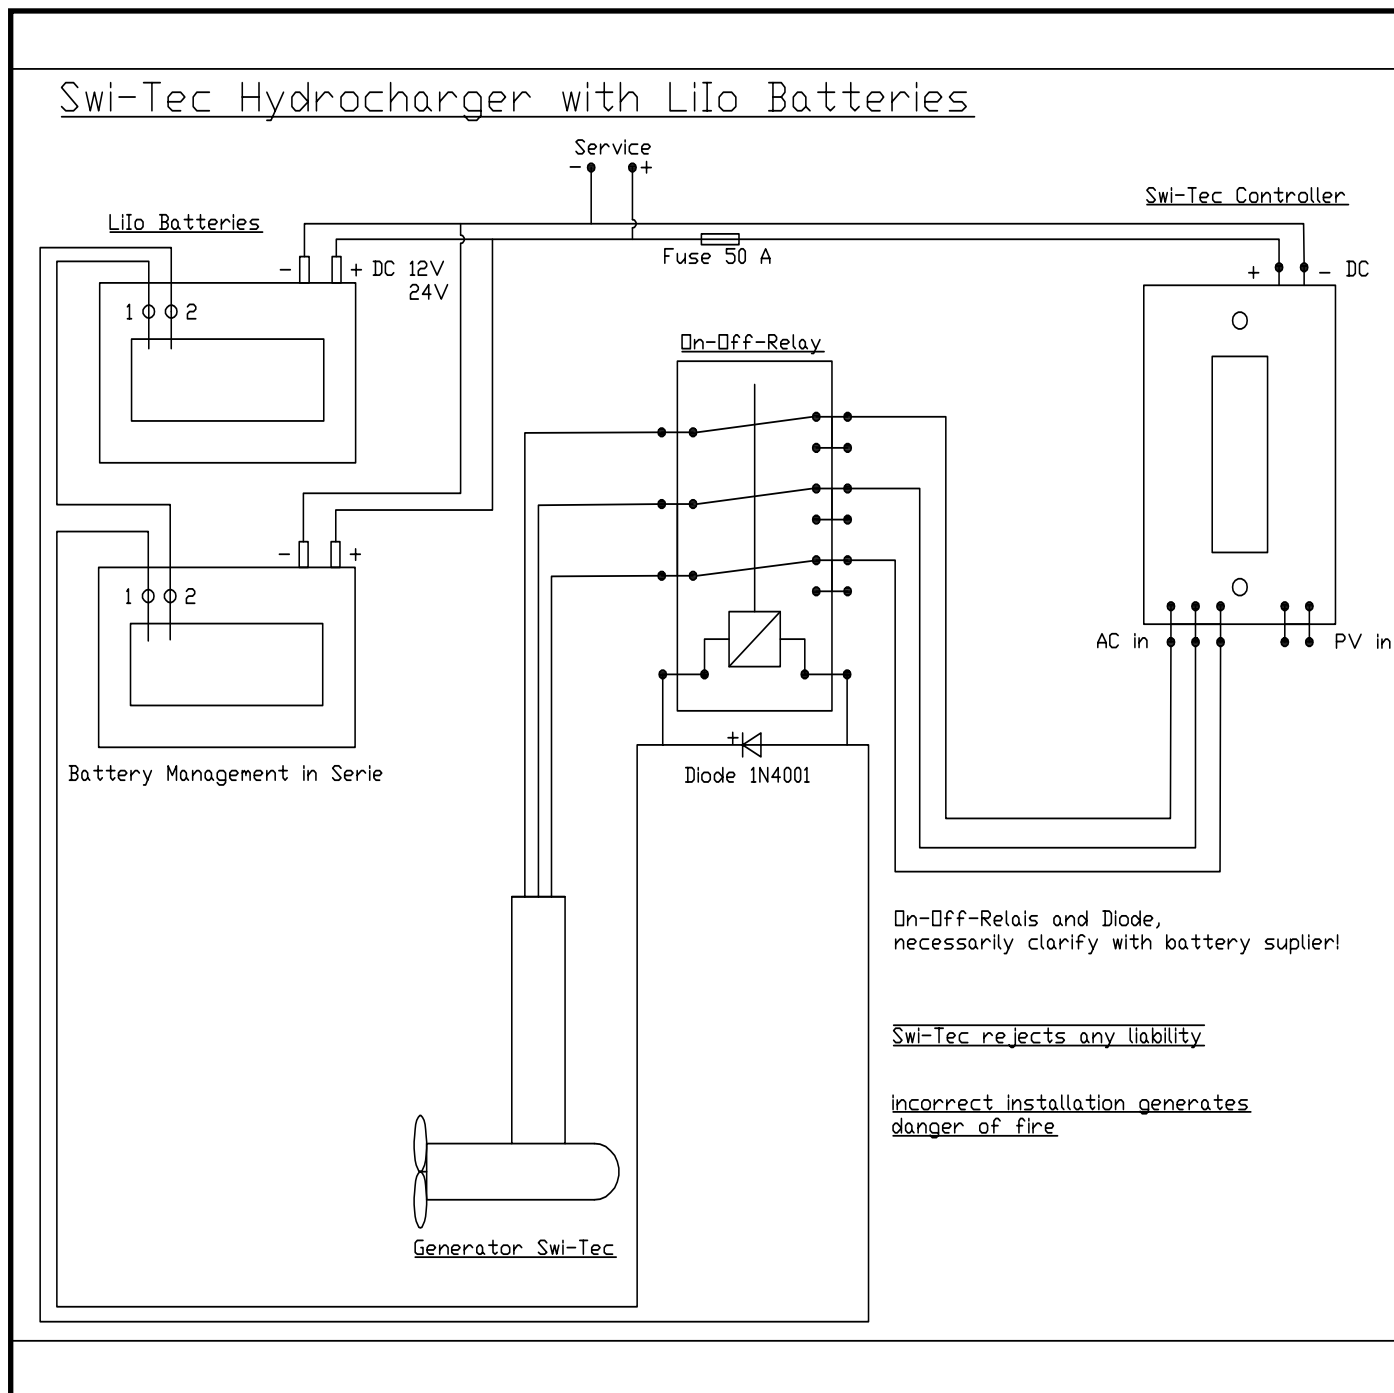 Swi-Tec Hydrocharger with LiIo Batteries
Service
- +
Swi-Tec Controller
LiIo Batteries
Fuse 50 A
- + DC 12V
24V
+ - DC
1 2
On-Off-Relay
- +
1 2
AC in
PV in
+
Battery Management in Serie
Diode 1N4001
On-Off-Relais and Diode,
necessarily clarify with battery suplier!
Swi-Tec rejects any liability
incorrect installation generates
danger of fire
Generator Swi-Tec